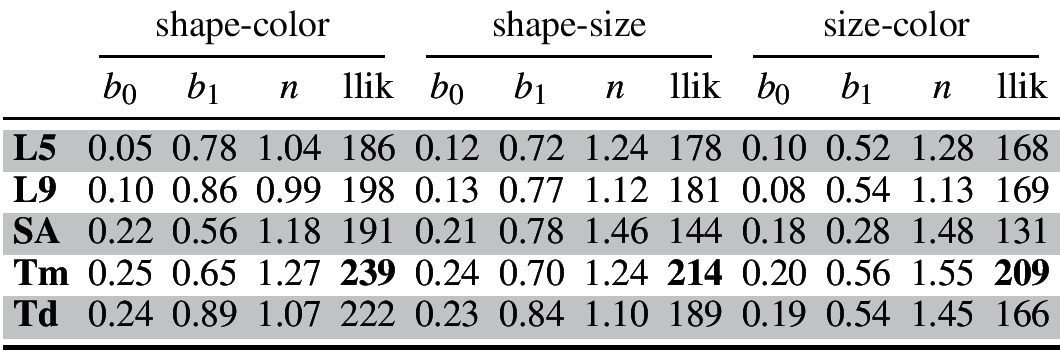 shape-color shape-size size-color
b0 b1 n llik b0 b1 n llik b0 b1 n llik
L5 0.05 0.78 1.04 186 0.12 0.72 1.24 178 0.10 0.52 1.28 168
L9 0.10 0.86 0.99 198 0.13 0.77 1.12 181 0.08 0.54 1.13 169
SA 0.22 0.56 1.18 191 0.21 0.78 1.46 144 0.18 0.28 1.48 131
Tm 0.25 0.65 1.27 239 0.24 0.70 1.24 214 0.20 0.56 1.55 209
Td 0.24 0.89 1.07 222 0.23 0.84 1.10 189 0.19 0.54 1.45 166